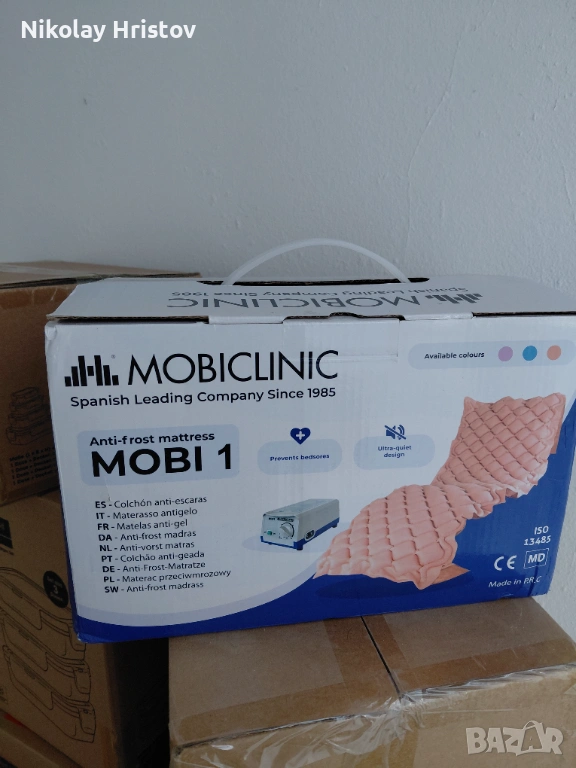 Nikolay Hristov
MOBICLINIC
Spanish Leading Company Since 1985
MOBICLINIC
Spanish Leading Company Since 1985
Available colours
Anti-frost mattress
MOBI 1
Prevents bedsores
Ultra-quiet
design
ES - Colchón anti-escaras
IT - Materasso antigelo
FR - Matelas anti-gel
DA - Anti-frost madras
NL - Anti-vorst matras
PT - Colchão anti-geada
DE - Anti-Frost-Matratze
PL - Materac przeciwmrozowy
SW - Anti-frost madrass
ISO
13485
CE MD
Made in P.R.C
BAZAR